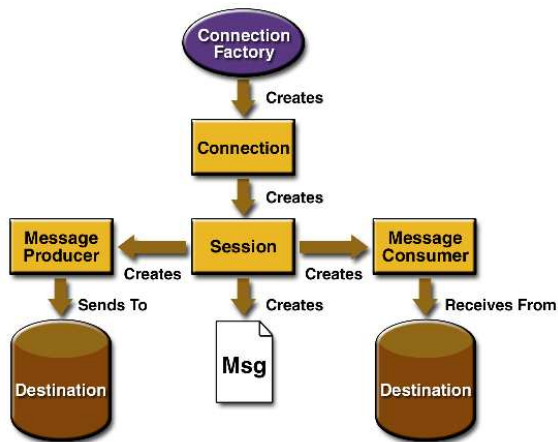 Connection
Factory
Creates
Connection
Creates
Message
Producer
Session
Message
Consumer
Creates
Creates
Sends To
Creates
Receives From
Msg
Destination
Destination